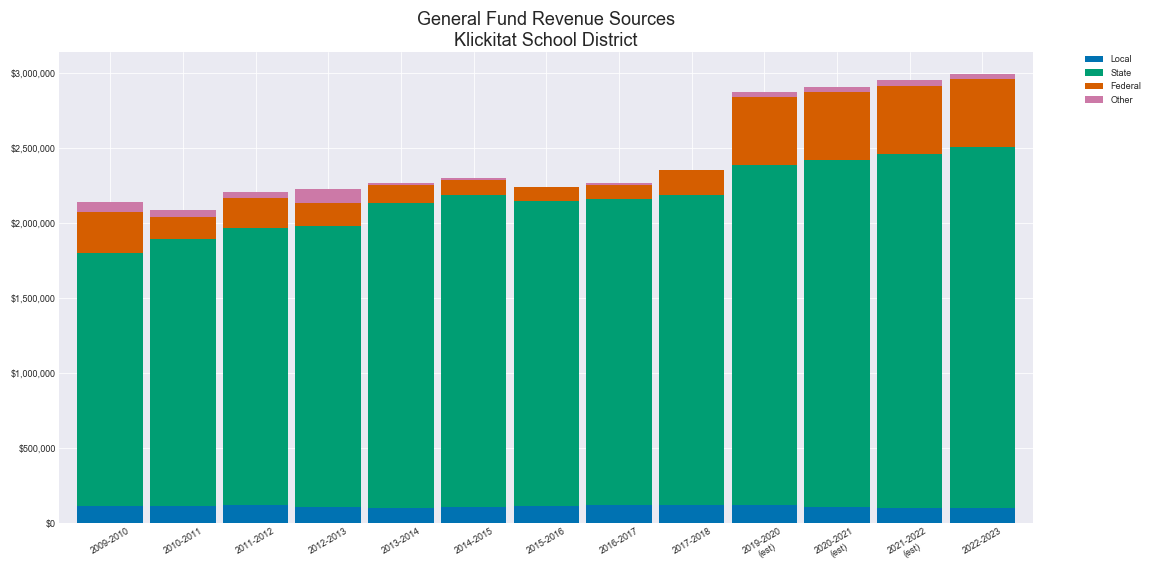 General Fund Revenue Sources
Klickitat School District
Local
State
Federal
Other
$3,000,000
$2,500,000
$2,000,000
$1,500,000
$1,000,000
$500,000
$0
2009-2010
2010-2011
2011-2012
2012-2013
2013-2014
2014-2015
2015-2016
2016-2017
2017-2018
2019-2020
(est)
2020-2021
(est)
2021-2022
(est)
2022-2023